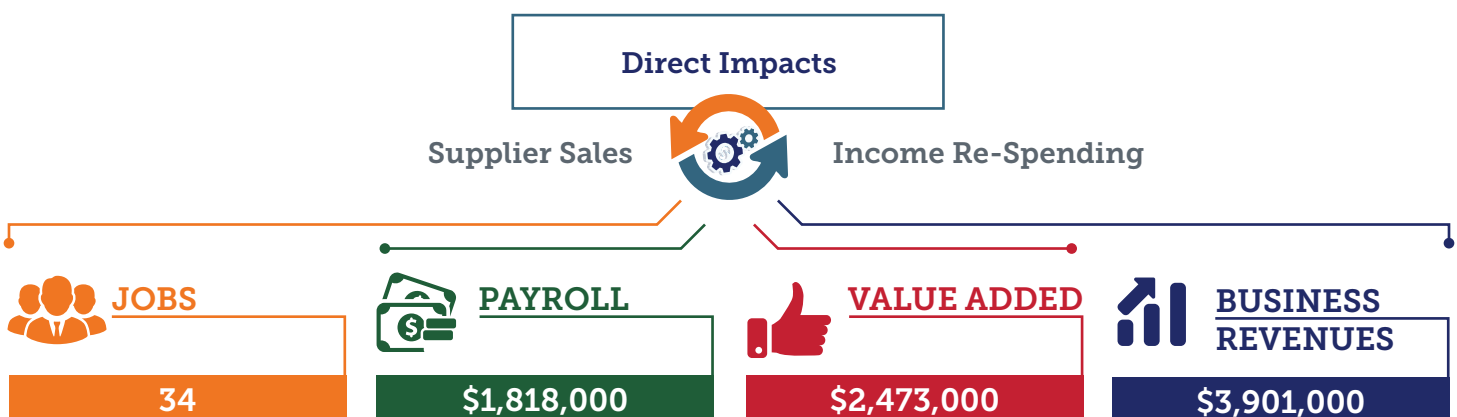 Direct Impacts
Supplier Sales
Income Re-Spending
JOBS
34
PAYROLL
$1,818,000
VALUE ADDED
$2,473,000
BUSINESS
REVENUES
$3,901,000